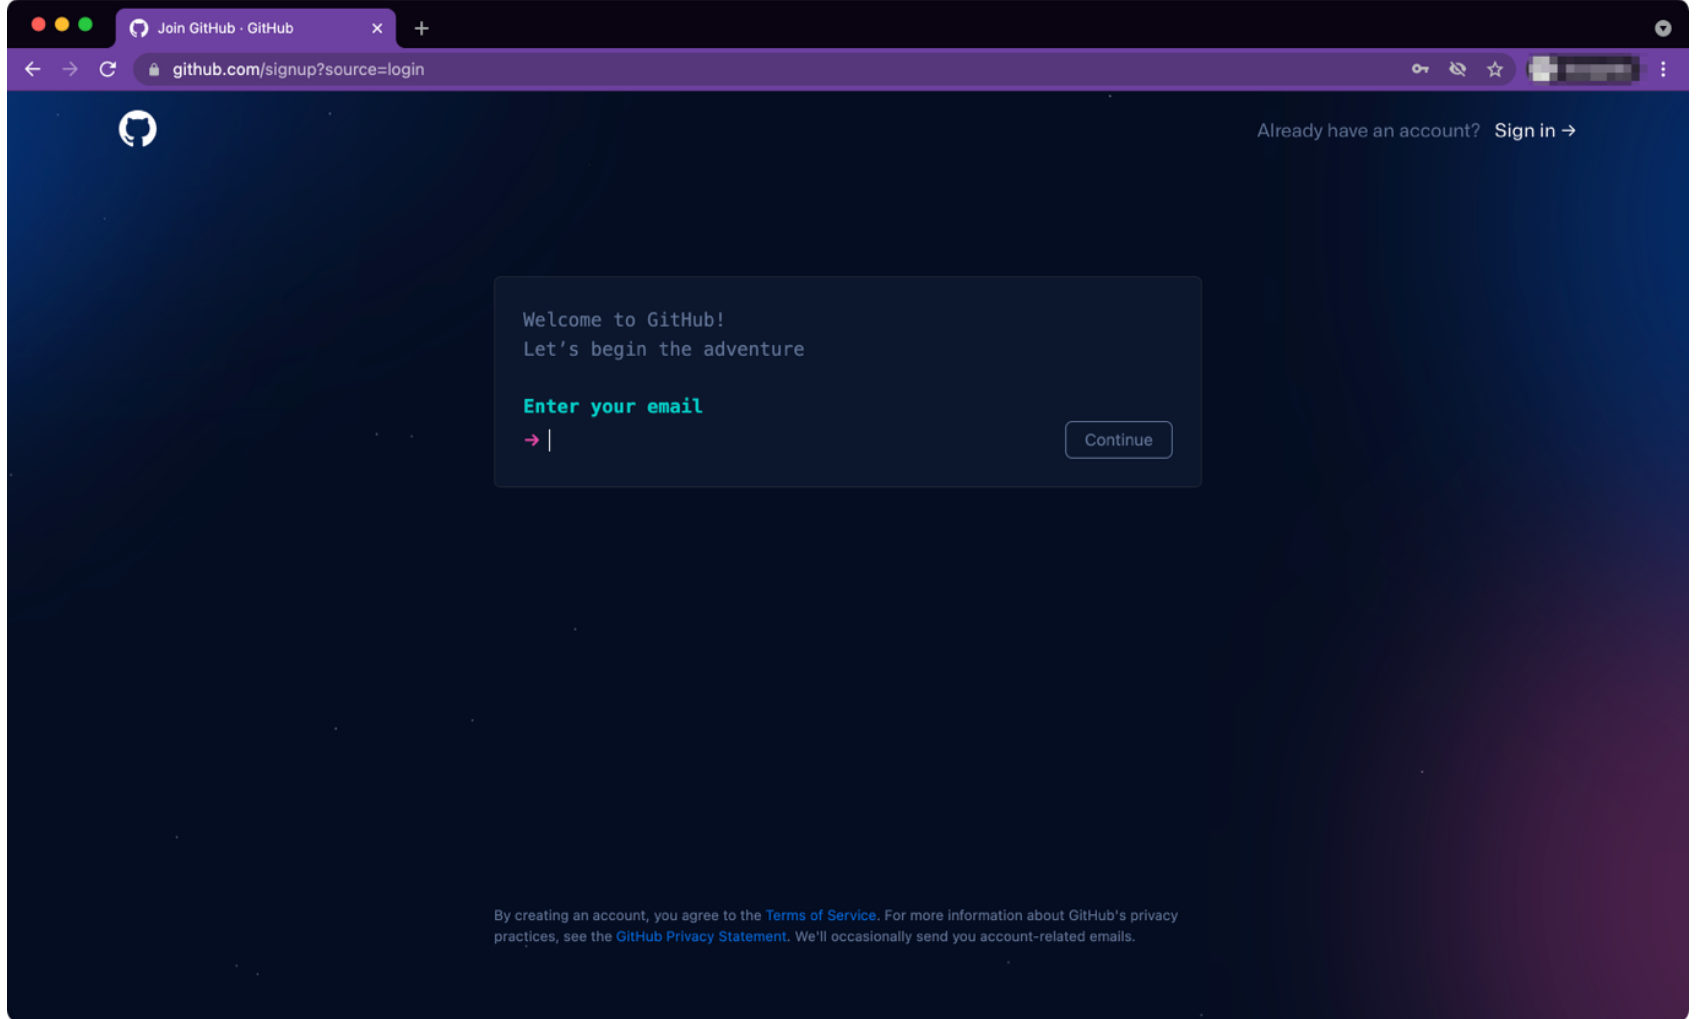 Join GitHub · GitHub
github.com/signup?source=login
Already have an account? Sign in →
Welcome to GitHub!
Let’s begin the adventure
Enter your email
→
Continue
By creating an account, you agree to the Terms of Service. For more information about GitHub's privacy
practices, see the GitHub Privacy Statement. We'll occasionally send you account-related emails.